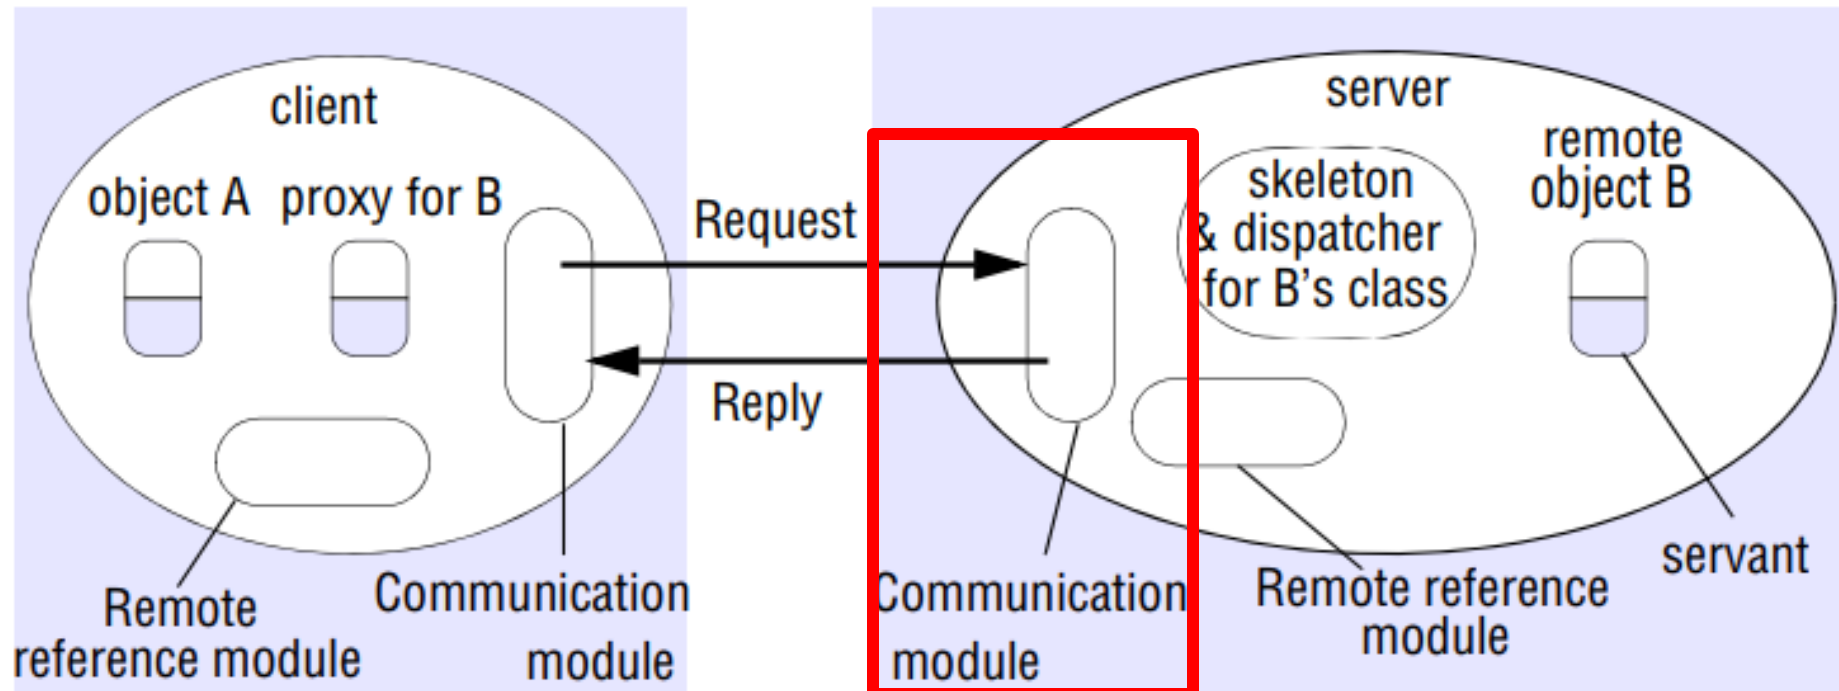 client
object A proxy for B
Remote
reference module
Communication
module
Request
Reply
server
skeleton
& dispatcher
for B's class
remote
object B
Communication
module
Remote reference
module
servant